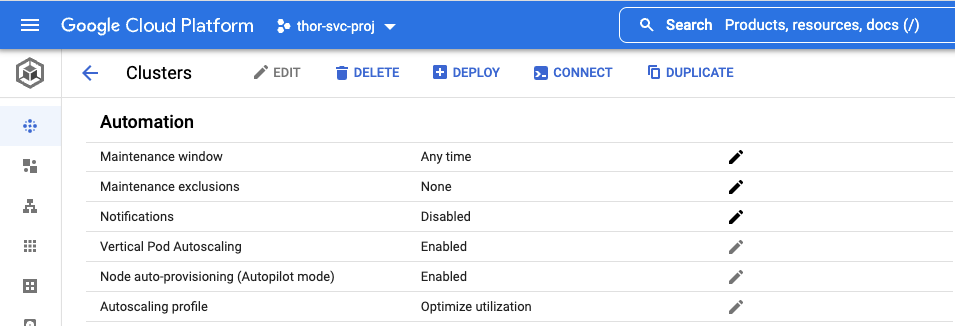 Google Cloud Platform thor-svc-proj Search Products, resources, docs (/)
Clusters EDIT DELETE DEPLOY CONNECT DUPLICATE
Automation
Maintenance window Any time
Maintenance exclusions None
Notifications Disabled
Vertical Pod Autoscaling Enabled
Node auto-provisioning (Autopilot mode) Enabled
Autoscaling profile Optimize utilization